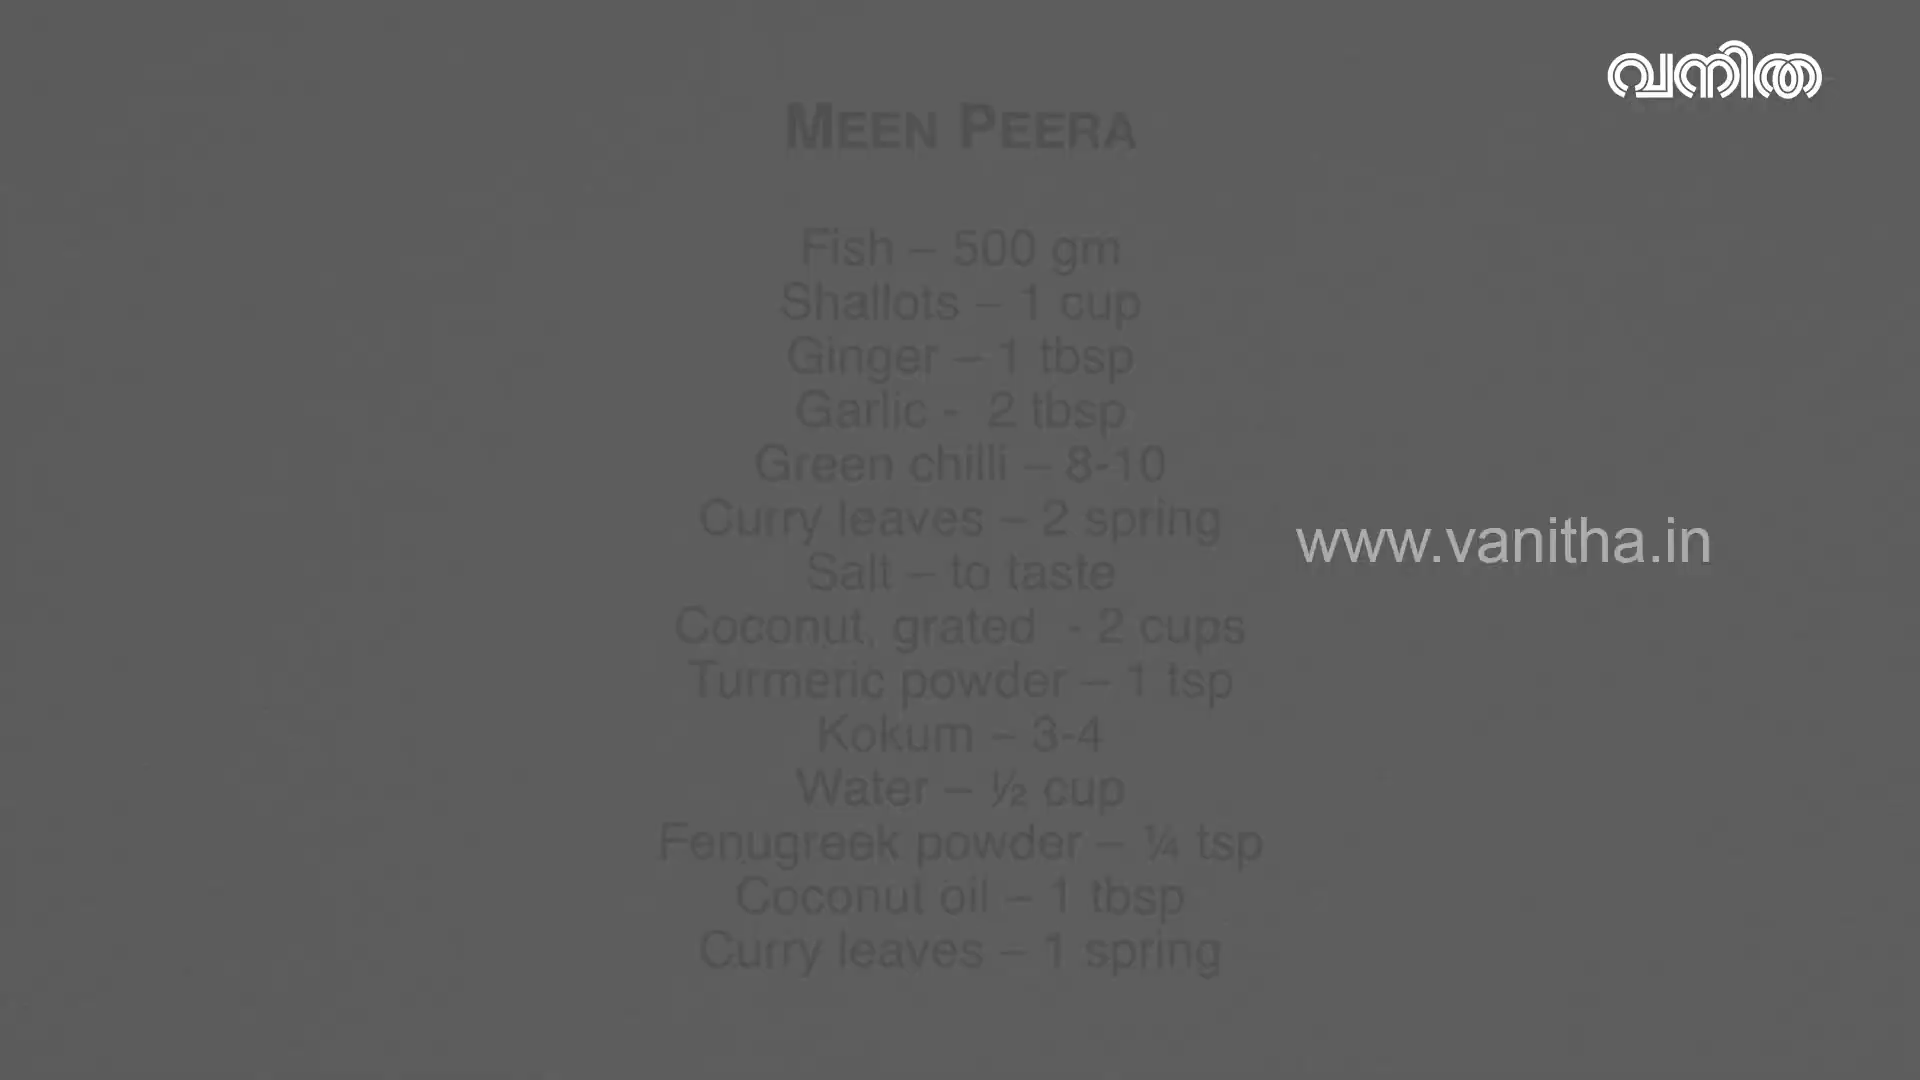 വനിത
MEEN PEERA
Fish – 500 gm
Shallots – 1 cup
Ginger – 1 tbsp
Garlic -  2 tbsp
Green chilli – 8-10
Curry leaves – 2 spring
www.vanitha.in
Salt – to taste
Coconut, grated  - 2 cups
Turmeric powder – 1 tsp
Kokum – 3-4
Water – ½ cup
Fenugreek powder – ¼ tsp
Coconut oil – 1 tbsp
Curry leaves – 1 spring